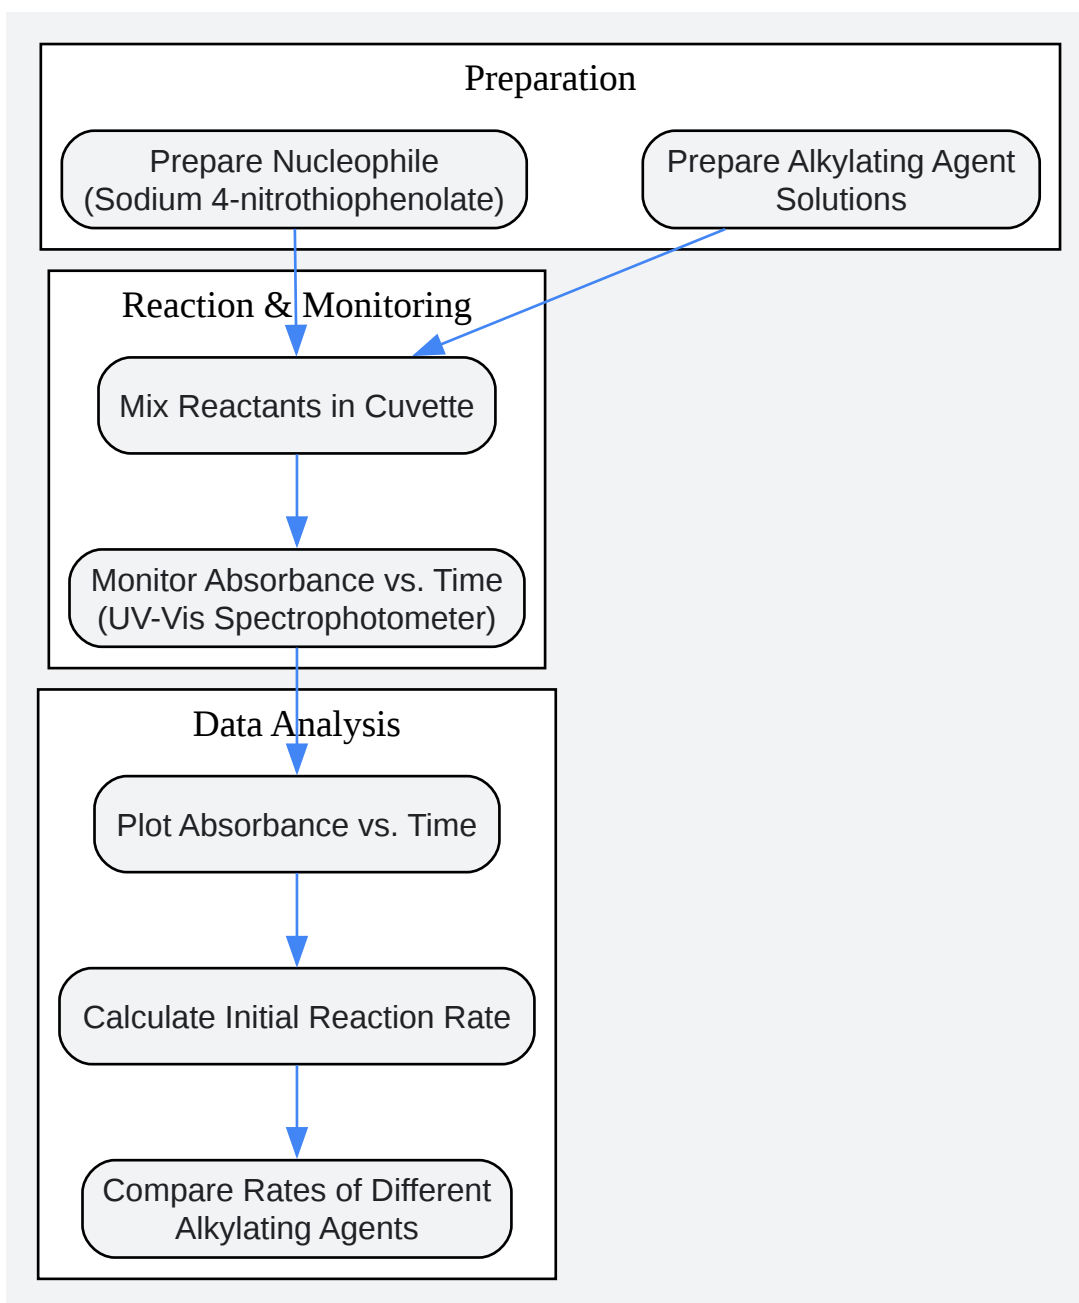 Preparation
Prepare Nucleophile
(Sodium 4-nitrothiophenolate)
Prepare Alkylating Agent
Solutions
Reaction & Monitoring
Mix Reactants in Cuvette
Monitor Absorbance vs. Time
(UV-Vis Spectrophotometer)
Data Analysis
Plot Absorbance vs. Time
Calculate Initial Reaction Rate
Compare Rates of Different
Alkylating Agents